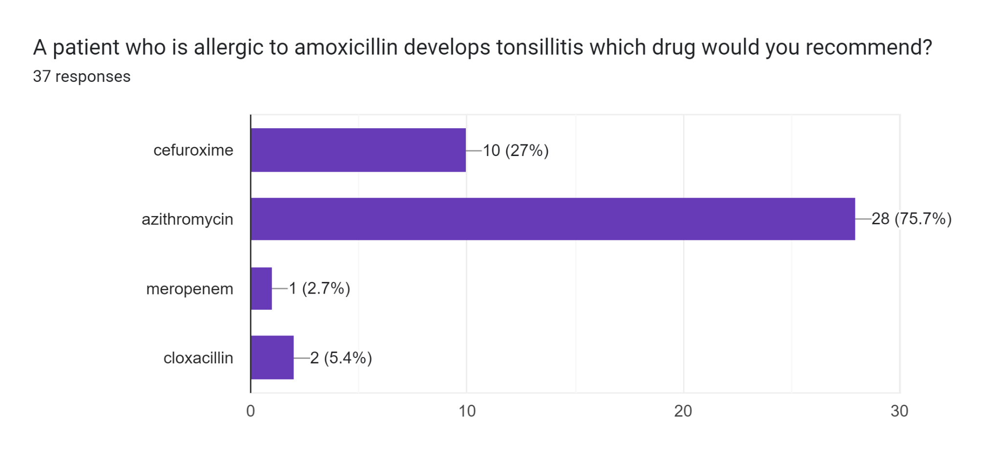 A patient who is allergic to amoxicillin develops tonsillitis which drug would you recommend?
37 responses
cefuroxime
10 (27%)
azithromycin
28 (75.7%)
meropenem
1 (2.7%)
cloxacillin
2 (5.4%)
0
10
20
30